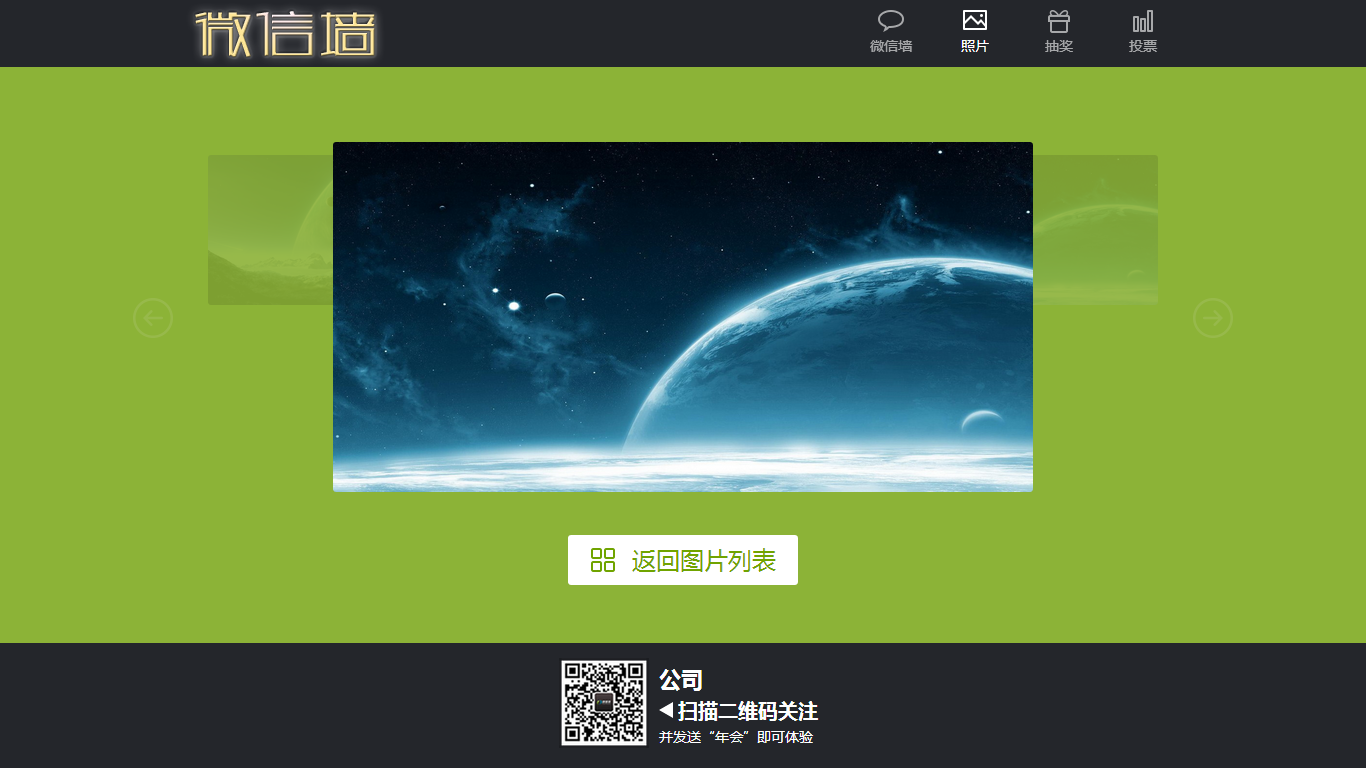 微信墙
微信墙
照片
抽奖
投票
返回图片列表
公司
扫描二维码关注
并发送“年会”即可体验